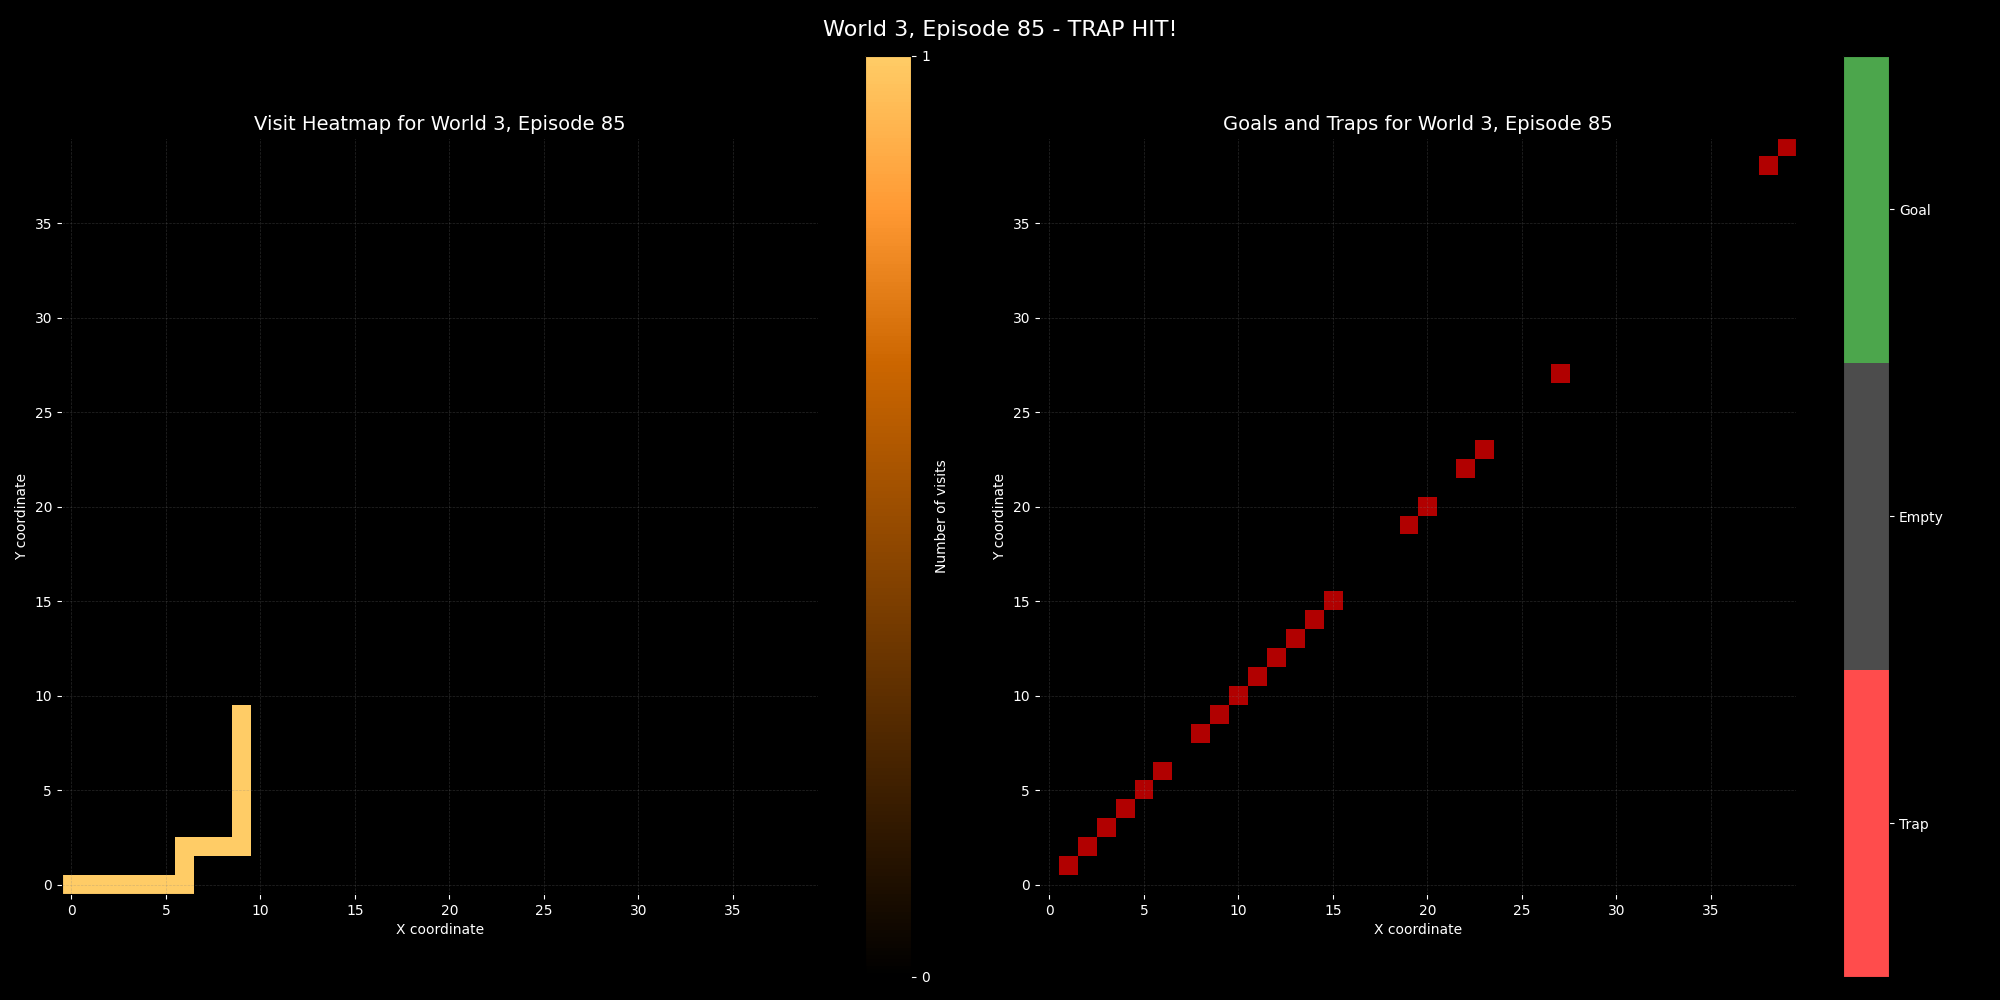 World 3, Episode 85 - TRAP HIT!
Visit Heatmap for World 3, Episode 85
Y coordinate
35
30
25
20
15
10
5
0
0 5 10 15 20 25 30 35
X coordinate
1
Number of visits
0
Goals and Traps for World 3, Episode 85
Y coordinate
35
30
25
20
15
10
5
0
0 5 10 15 20 25 30 35
X coordinate
Goal
Empty
Trap